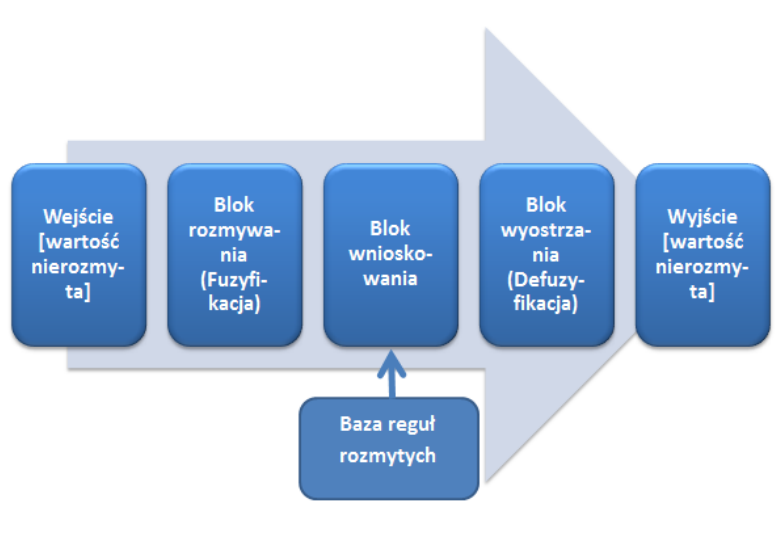 Wejście
[wartość
nierozmy-
ta]
Blok
rozmywa-
nia
(Fuzyfi-
kacja)
Blok
wniosko-
wania
Blok
wyostrza-
nia
(Defuzy-
fikacja)
Wyjście
[wartość
nierozmy-
ta]
Baza reguł
rozmytych